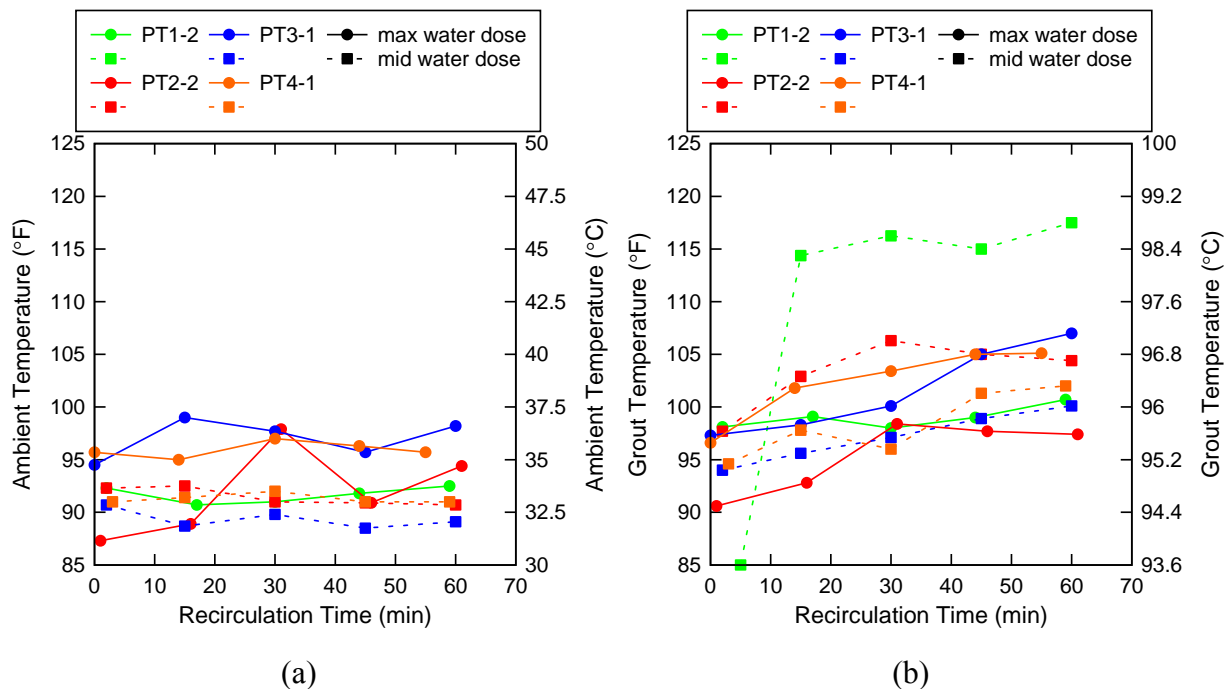 PT1-2 PT3-1 max water dose
mid water dose
PT2-2 PT4-1
125 120 115 110 105 100 95 90 85
Ambient Temperature (°F)
50 47.5 45 42.5 40 37.5 35 32.5 30
Ambient Temperature (°C)
0 10 20 30 40 50 60 70
Recirculation Time (min)
(a)
PT1-2 PT3-1 max water dose
mid water dose
PT2-2 PT4-1
125 120 115 110 105 100 95 90 85
Grout Temperature (°F)
100 99.2 98.4 97.6 96.8 96 95.2 94.4 93.6
Grout Temperature (°C)
0 10 20 30 40 50 60 70
Recirculation Time (min)
(b)